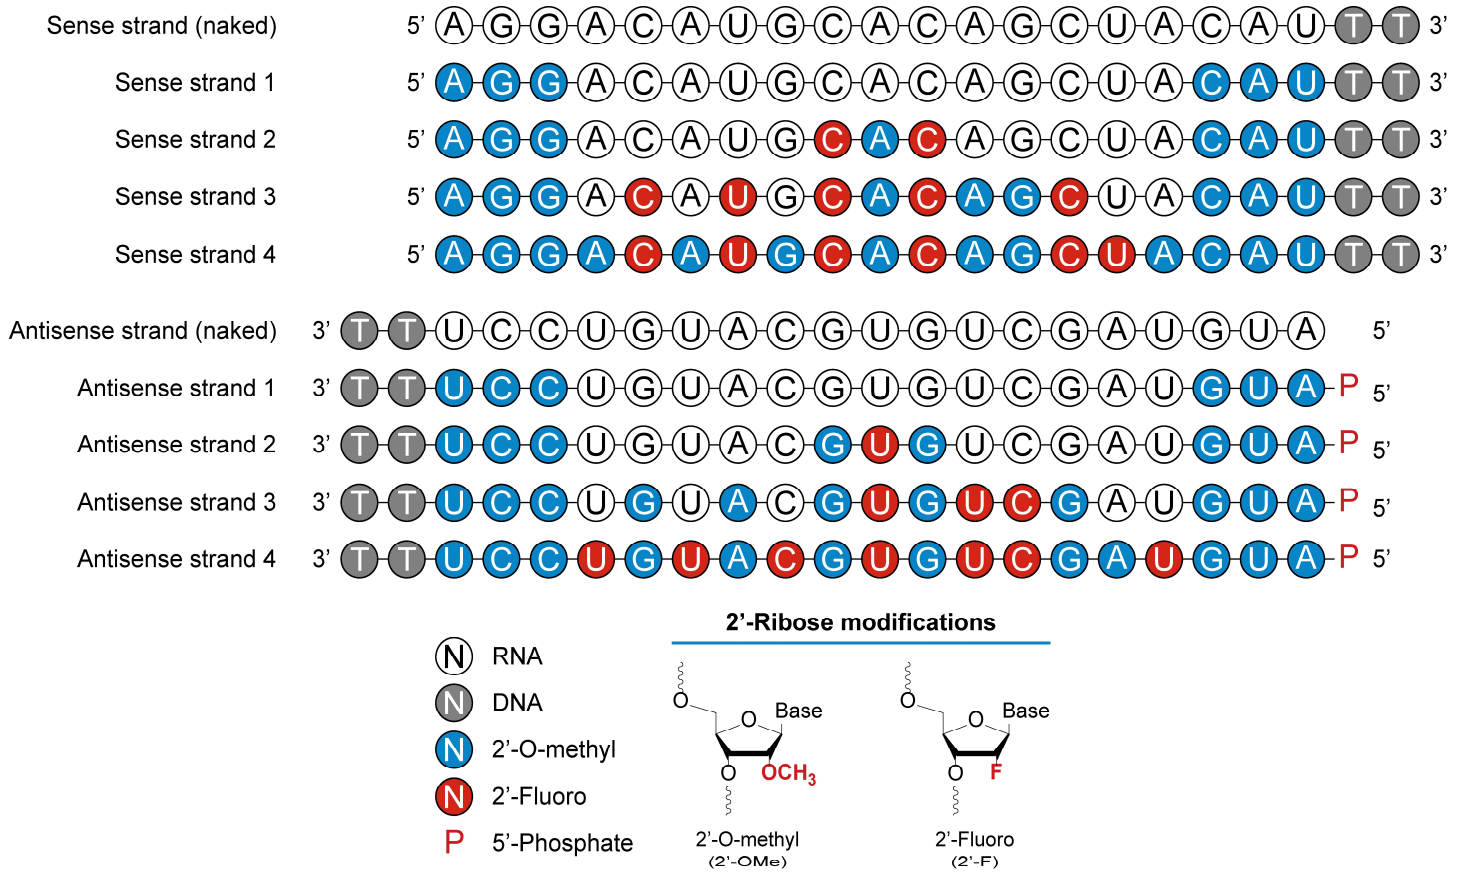 Sense strand (naked) 5’ A G G A C A U G C A C A G C U A C A U T T 3’
Sense strand 1 5’ A G G A C A U G C A C A G C U A C A U T T 3’
Sense strand 2 5’ A G G A C A U G C A C A G C U A C A U T T 3’
Sense strand 3 5’ A G G A C A U G C A C A G C U A C A U T T 3’
Sense strand 4 5’ A G G A C A U G C A C A G C U A C A U T T 3’
Antisense strand (naked) 3’ T T U C C U G U A C G U G U C G A U G U A 5’
Antisense strand 1 3’ T T U C C U G U A C G U G U C G A U G U A P 5’
Antisense strand 2 3’ T T U C C U G U A C G U G U C G A U G U A P 5’
Antisense strand 3 3’ T T U C C U G U A C G U G U C G A U G U A P 5’
Antisense strand 4 3’ T T U C C U G U A C G U G U C G A U G U A P 5’
2’-Ribose modifications
N RNA
N DNA
N 2’-O-methyl
N 2’-Fluoro
P 5’-Phosphate
O O Base
O OCH3
2’-O-methyl
(2’-OMe)
O O Base
O F
2’-Fluoro
(2’-F)